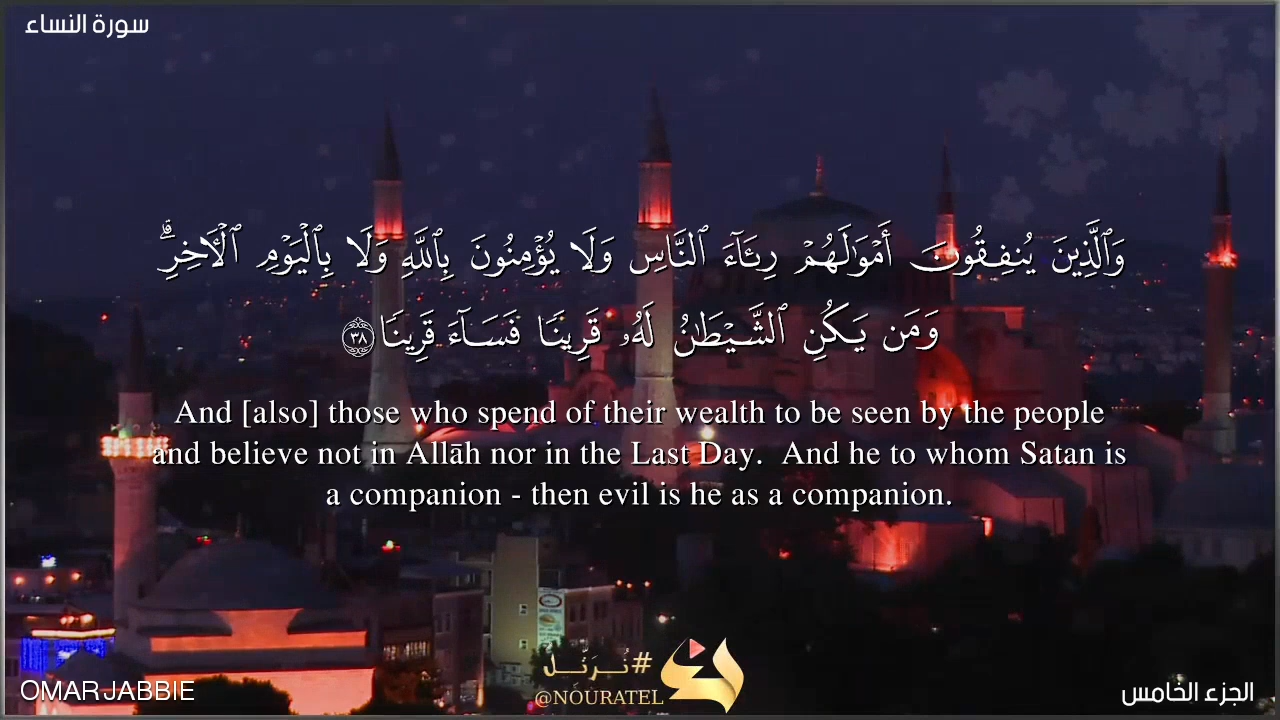 سورة النساء
وَٱلَّذِينَ يُنفِقُونَ أَمۡوَٰلَهُمۡ رِئَآءَ ٱلنَّاسِ وَلَا يُؤۡمِنُونَ بِٱللَّهِ وَلَا بِٱلۡيَوۡمِ ٱلۡأٓخِرِۗ
وَمَن يَكُنِ ٱلشَّيۡطَٰنُ لَهُۥ قَرِينٗا فَسَآءَ قَرِينٗا ٣٨
And [also] those who spend of their wealth to be seen by the people
and believe not in Allāh nor in the Last Day.  And he to whom Satan is
a companion - then evil is he as a companion.
#نُرَتّل
@NOURATEL
OMAR JABBIE
الجزء الخامس